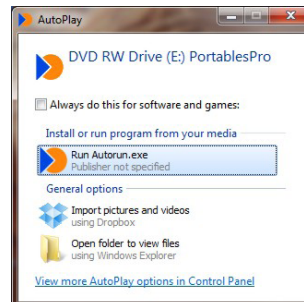 AutoPlay
DVD RW Drive (E:) PortablesPro
Always do this for software and games:
Install or run program from your media
Run Autorun.exe
Publisher not specified
General options
Import pictures and videos
using Dropbox
Open folder to view files
using Windows Explorer
View more AutoPlay options in Control Panel